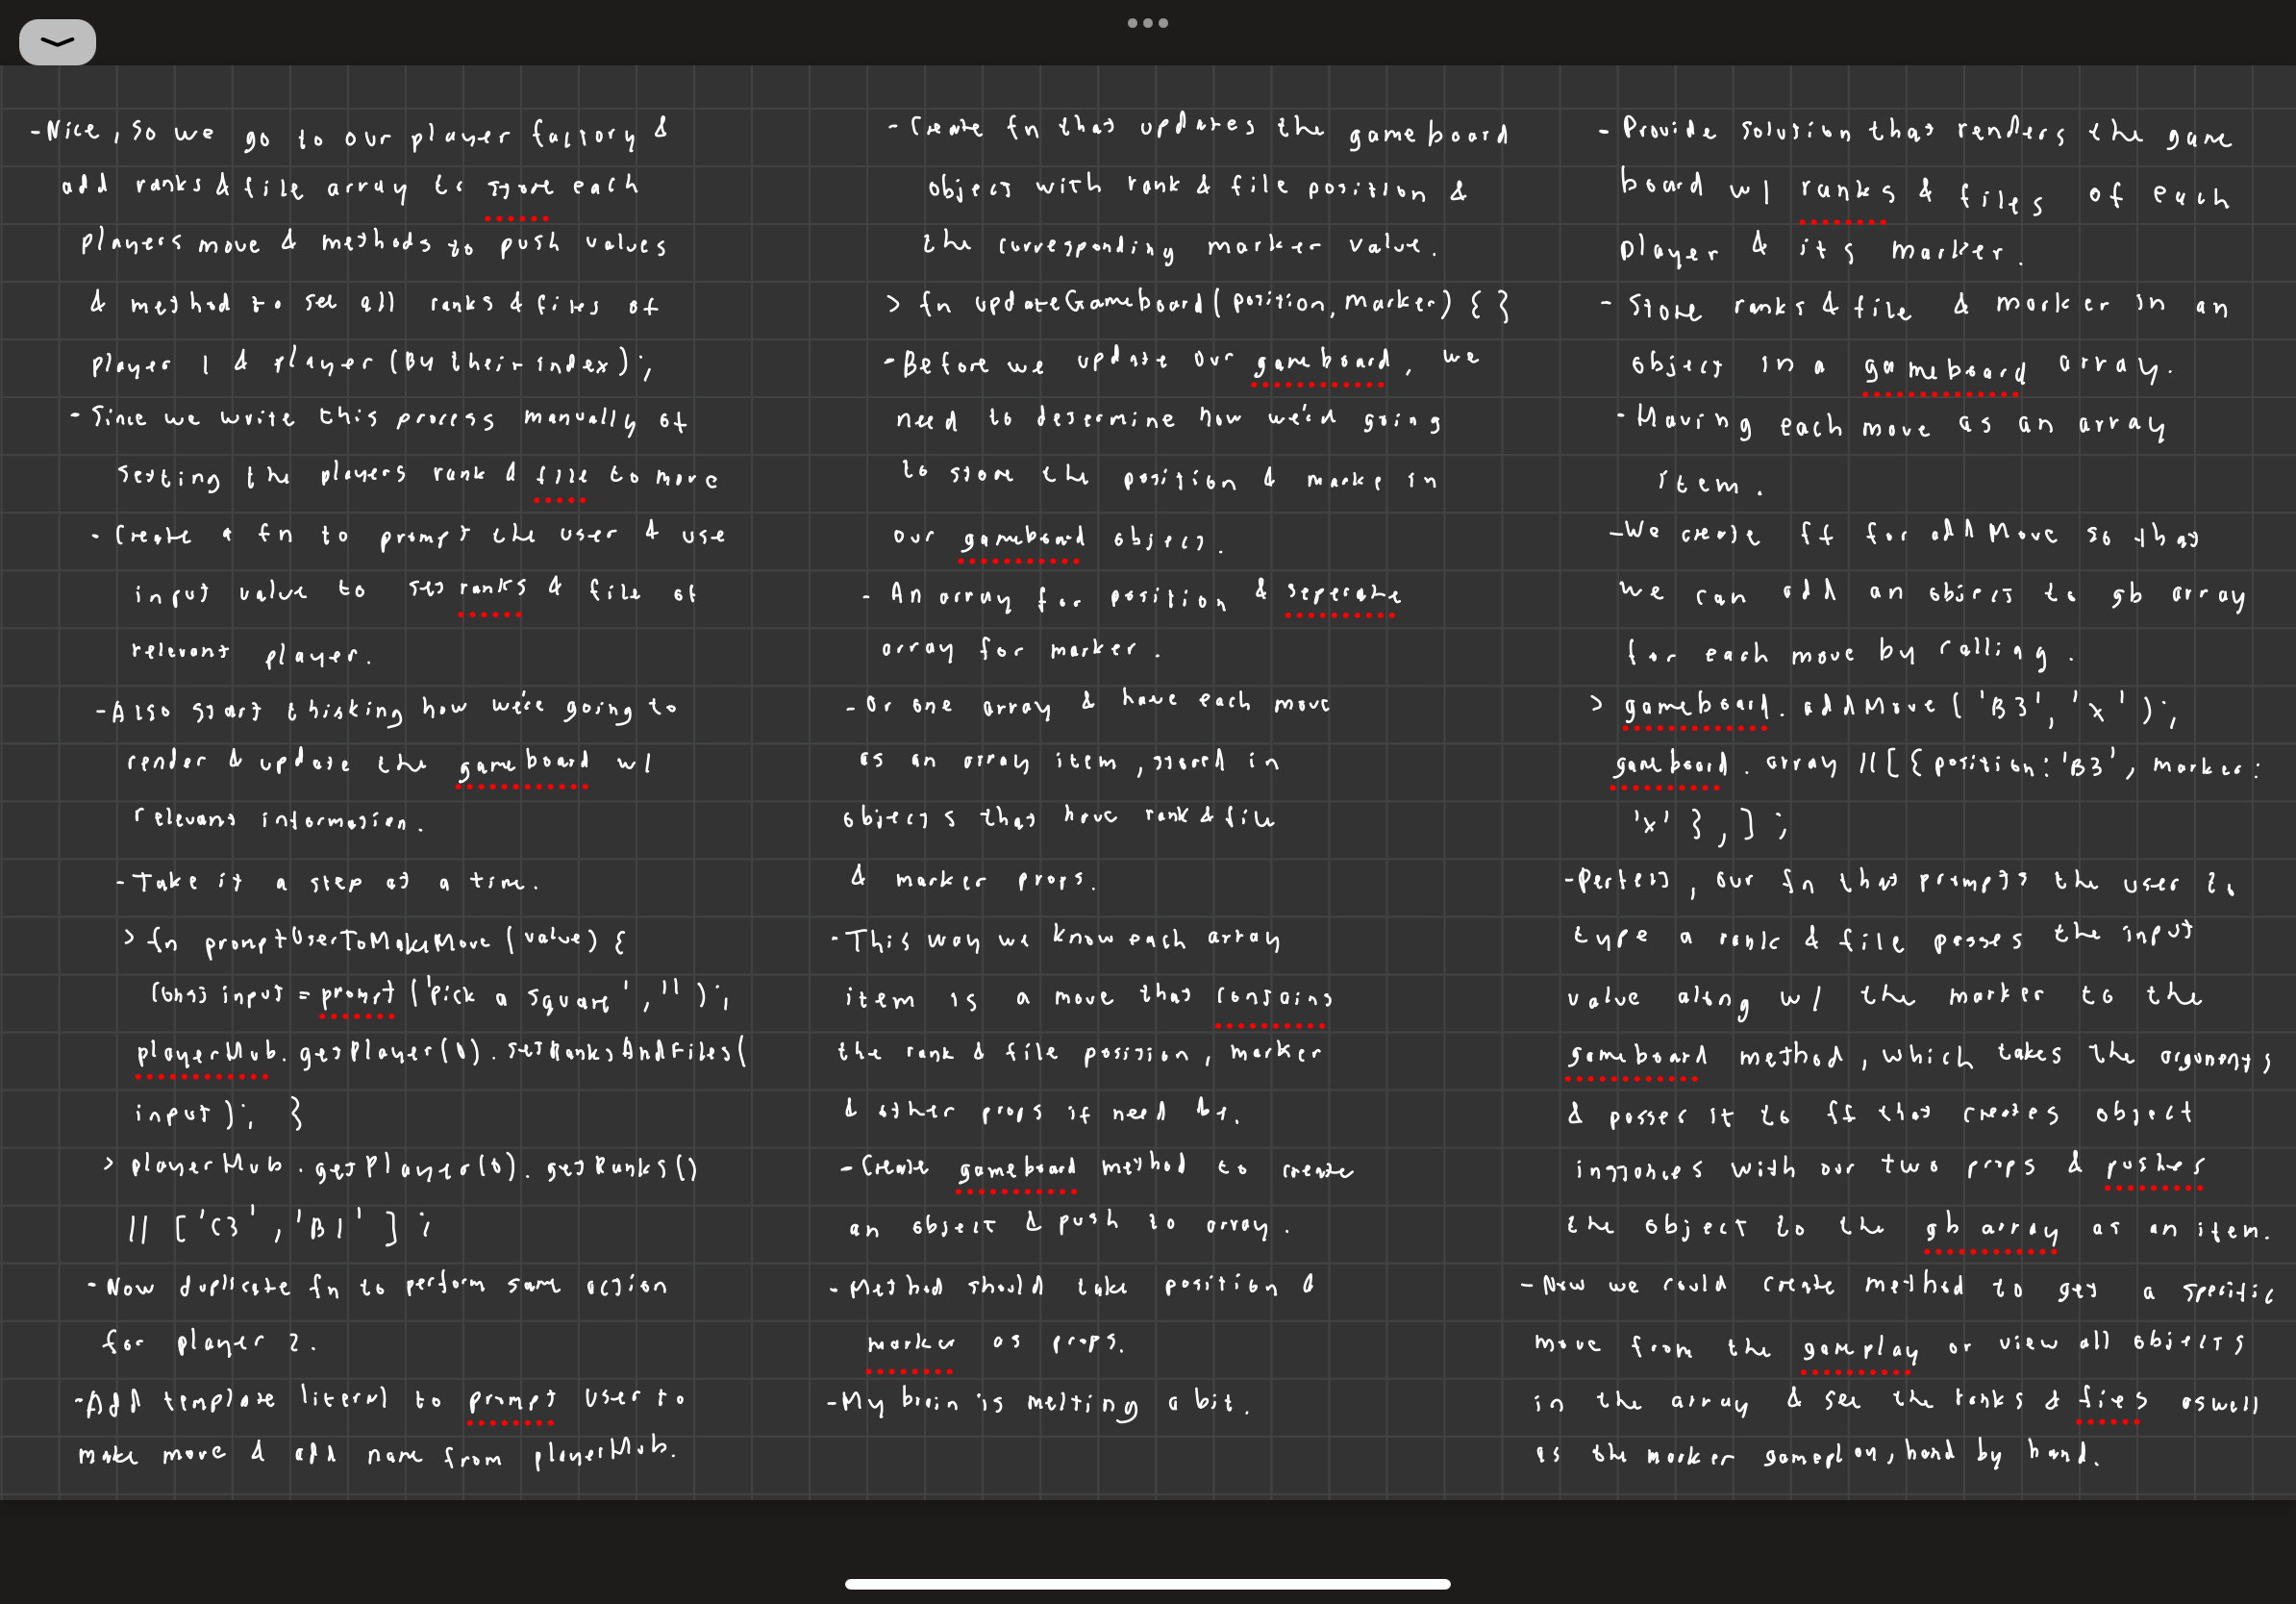 -Nice, so we go to our player factory &
add ranks & file array to store each
players move & methods to push values
& method to see all ranks & files of
player 1 & player (By their index);
- Since we write this process manually of
setting the players rank & file to move
- Create a fn to prompt the user & use
input value to set ranks & file of
relevant player.
- Also start thisking how we're going to
render & update the gameboard w/
relevant information.
- Take it a step at a time.
> fn promptUserToMakeMove (value) {
const input = prompt ('Pick a square', '');
playerHub.getPlayer(0).setRanksAndFiles(
input); }
> playerHub.getPlayer(0).getRanks()
// ['C3', 'B1'];
- Now duplicate fn to perform same action
for player 2.
- Add template literal to prompt user to
make move & add name from playerHub.
- Create fn that updates the gameboard
object with rank & file position &
the corresponding marker value.
> fn updateGameboard(position, marker) { }
- Before we update our gameboard, we
need to determine how we'd going
to store the position & marke in
our gameboard object.
- An array for position & seperate
array for marker.
- Or one array & have each move
as an array item, stored in
objects that have rank & file
& marker props.
- This way we know each array
item is a move that contains
the rank & file position, marker
& other props if need be.
- Create gameboard method to create
an object & push to array.
- Method should take position &
marker as props.
- My brain is melting a bit.
- Provide solution that renders the game
board w/ ranks & files of each
player & its marker.
- Store ranks & file & marker in an
object in a gameboard array.
- Having each move as an array
item.
- We create ff for addMove so that
we can add an object to gb array
for each move by calling.
> gameboard.addMove('B3', 'x');
gameboard.array //[{position: 'B3', marker:
'x' }, ];
- Perfect, our fn that prompts the user to
type a rank & file passes the input
value along w/ the marker to the
gameboard method, which takes the arguments
& passes it to ff that creates object
instances with our two props & pushes
the object to the gb array as an item.
- Now we could create method to get a specific
move from the gameplay or view all objects
in the array & see the ranks & fies aswell
as the marker gameplay, hand by hand.